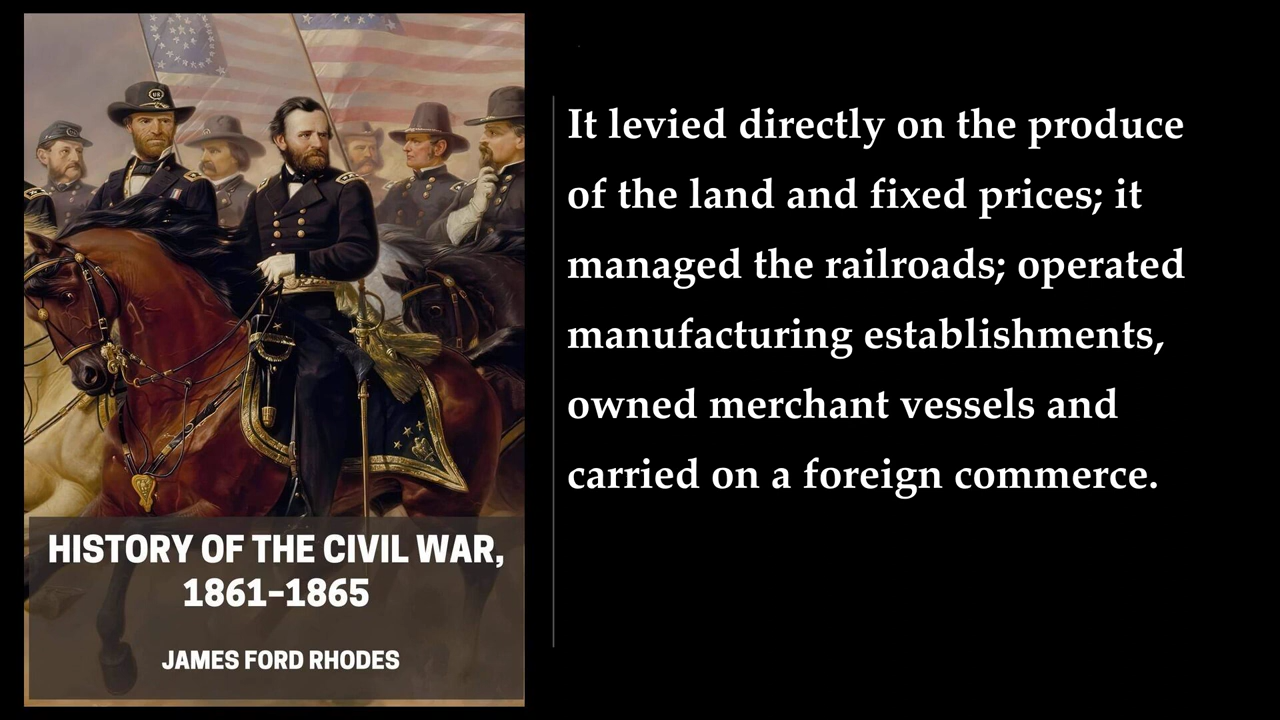 HISTORY OF THE CIVIL WAR,
1861–1865
JAMES FORD RHODES
It levied directly on the produce
of the land and fixed prices; it
managed the railroads; operated
manufacturing establishments,
owned merchant vessels and
carried on a foreign commerce.